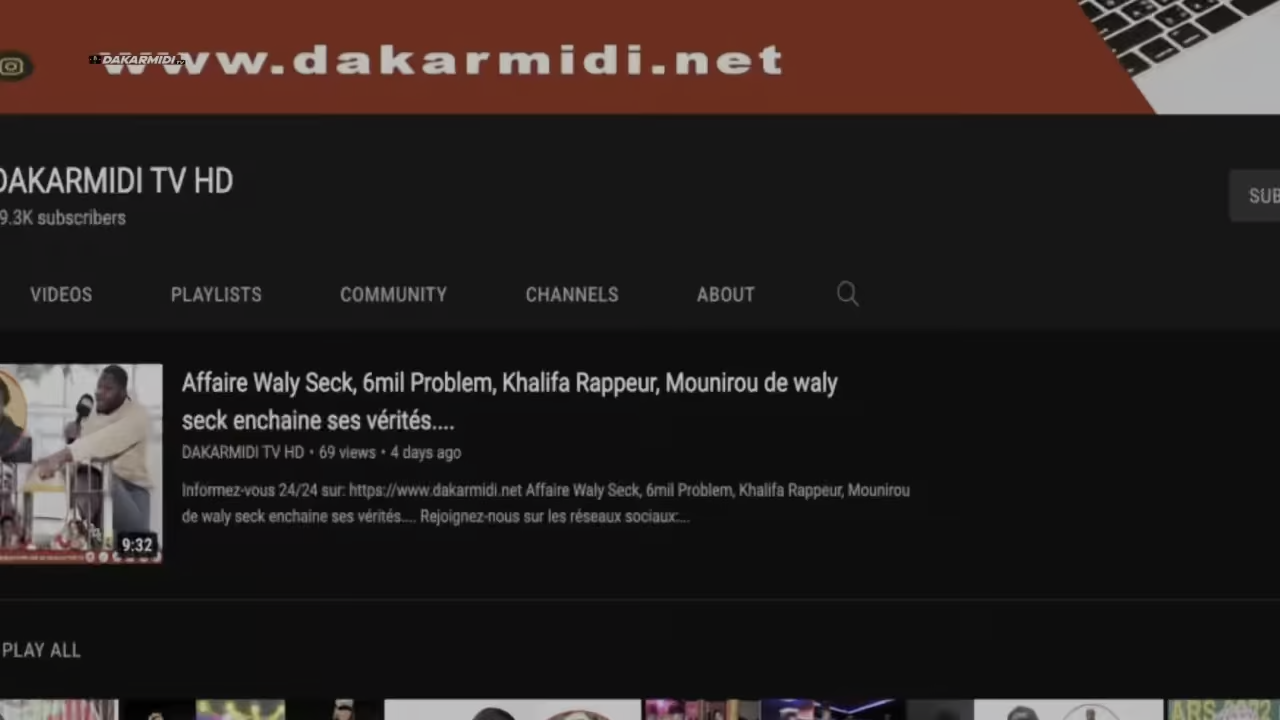 www.dakarmidi.net
DAKARMIDI
DAKARMIDI TV HD
9.3K subscribers
SUB
VIDEOS PLAYLISTS COMMUNITY CHANNELS ABOUT
Affaire Waly Seck, 6mil Problem, Khalifa Rappeur, Mounirou de waly
seck enchaine ses vérités....
DAKARMIDI TV HD • 69 views • 4 days ago
Informez-vous 24/24 sur: https://www.dakarmidi.net Affaire Waly Seck, 6mil Problem, Khalifa Rappeur, Mounirou
de waly seck enchaine ses vérités.... Rejoignez-nous sur les réseaux sociaux:...
9:32
PLAY ALL
ARS 2022